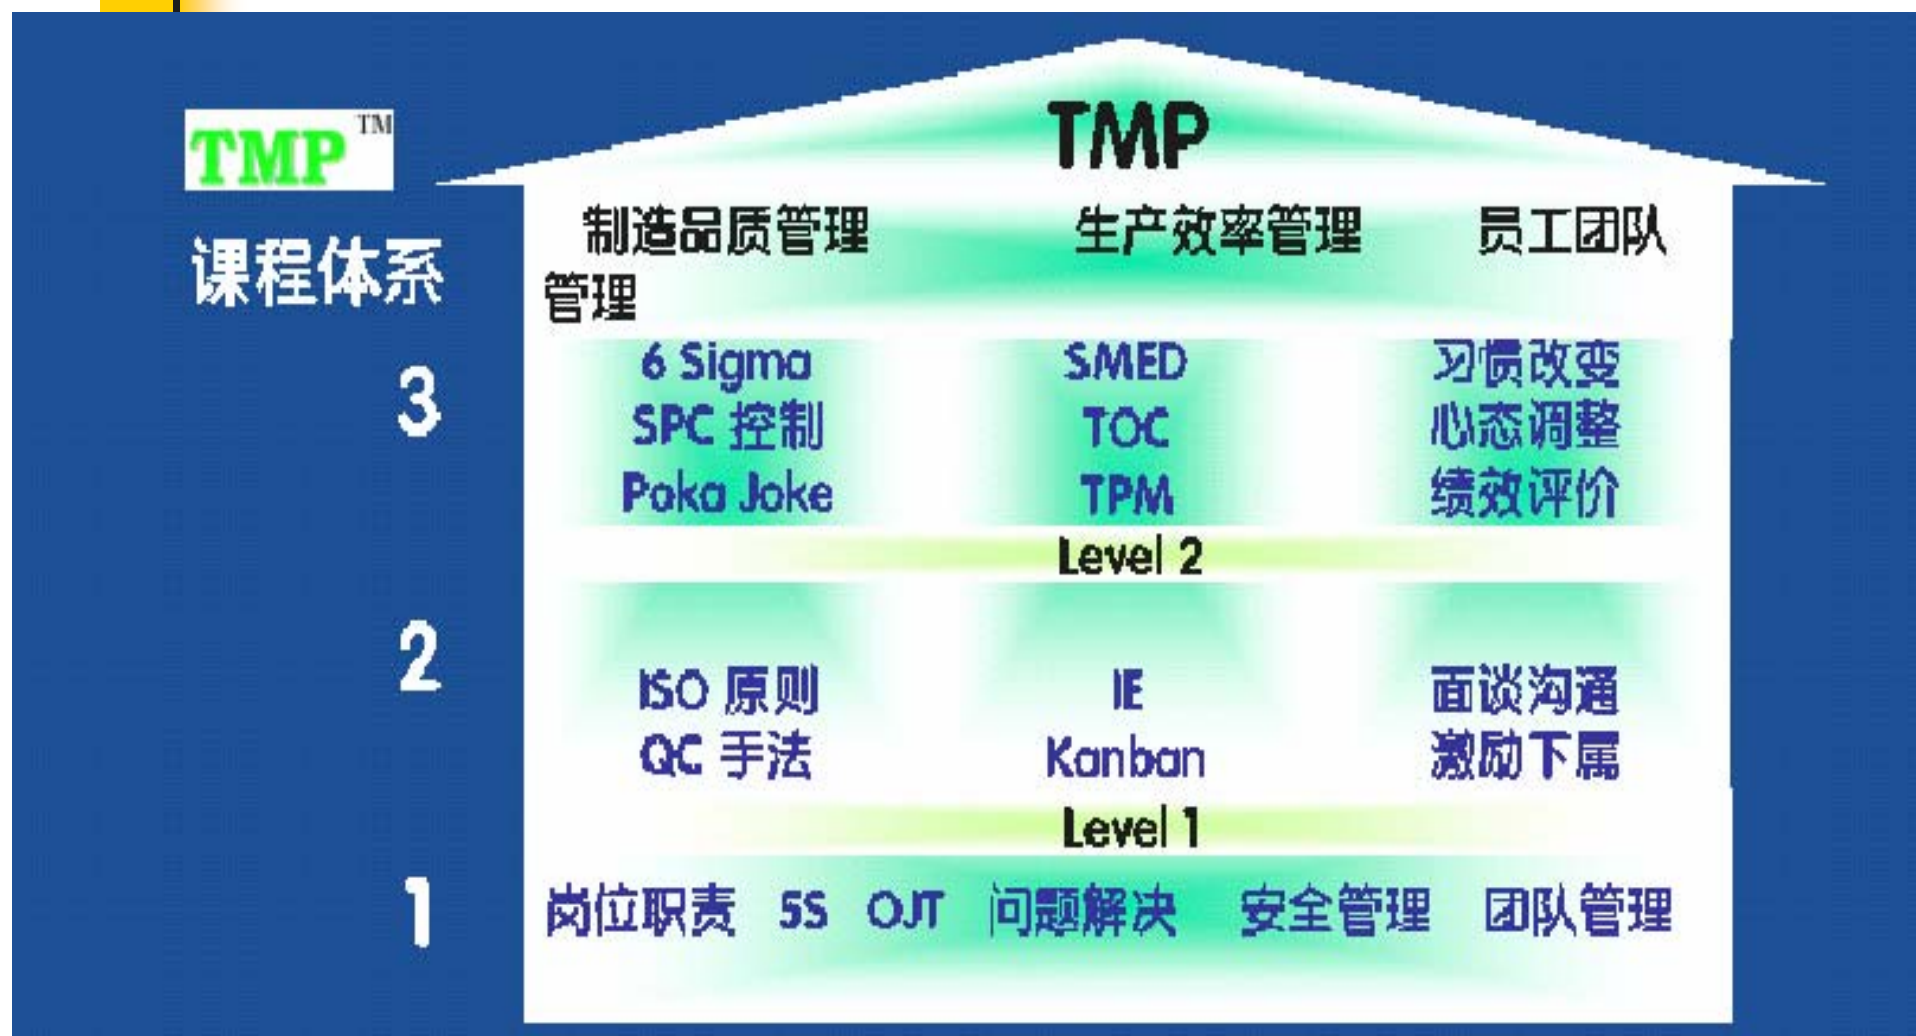 TMP™
课程体系
3
2
1
TMP
制造品质管理 生产效率管理 员工团队
管理
6 Sigma SMED 习惯改变
SPC 控制 TOC 心态调整
Poka Joke TPM 绩效评价
Level 2
ISO 原则 IE 面谈沟通
QC 手法 Kanban 激励下属
Level 1
岗位职责 5S OJT 问题解决 安全管理 团队管理